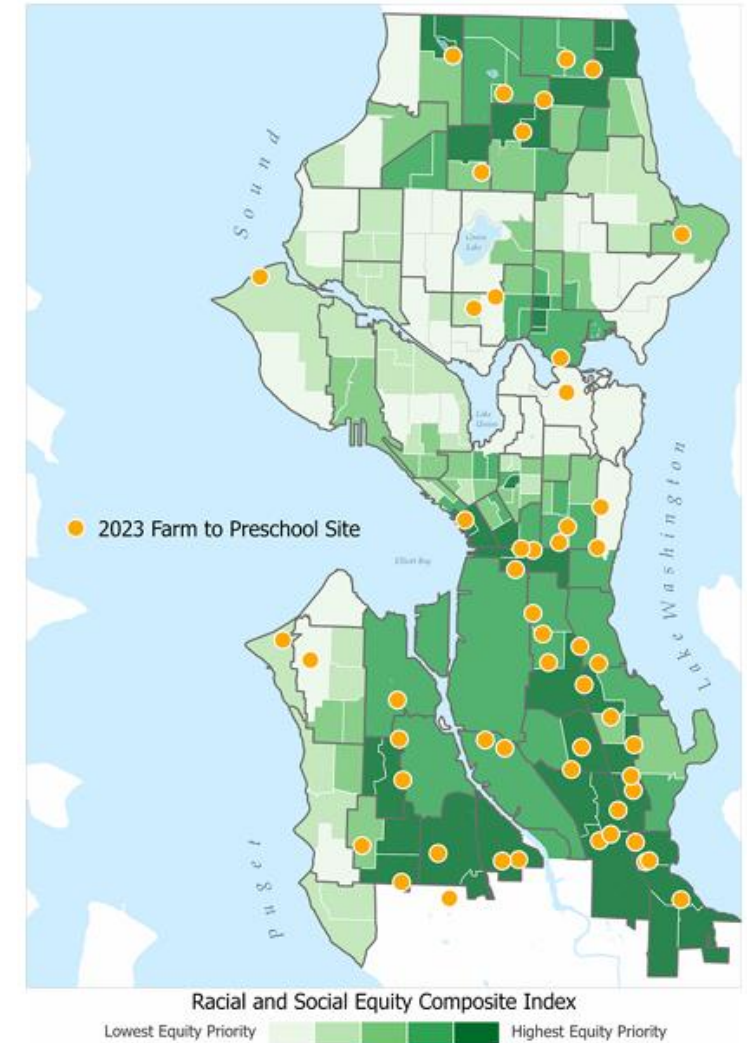 Sound
Green
Lake
Lake
Union
2023 Farm to Preschool Site
Elliott Bay
Lake Washington
Puget
Racial and Social Equity Composite Index
Lowest Equity Priority Highest Equity Priority